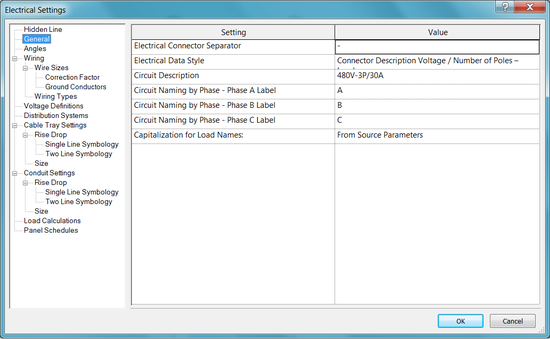 Electrical Settings
Hidden Line
General
Angles
Wiring
Wire Sizes
Correction Factor
Ground Conductors
Wiring Types
Voltage Definitions
Distribution Systems
Cable Tray Settings
Rise Drop
Single Line Symbology
Two Line Symbology
Size
Conduit Settings
Rise Drop
Single Line Symbology
Two Line Symbology
Size
Load Calculations
Panel Schedules
Setting Value
Electrical Connector Separator -
Electrical Data Style Connector Description Voltage / Number of Poles –
Circuit Description 480V-3P/30A
Circuit Naming by Phase - Phase A Label A
Circuit Naming by Phase - Phase B Label B
Circuit Naming by Phase - Phase C Label C
Capitalization for Load Names: From Source Parameters
OK Cancel